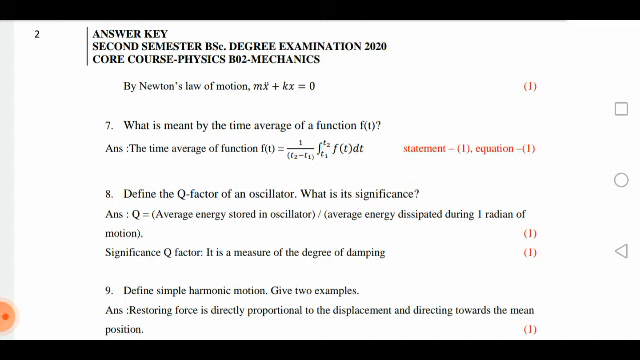 2 ANSWER KEY
SECOND SEMESTER BSc. DEGREE EXAMINATION 2020
CORE COURSE-PHYSICS B02-MECHANICS
By Newton's law of motion, mẍ + kx = 0 (1)
7. What is meant by the time average of a function f(t)?
Ans :The time average of function f(t) = 1/(t₂−t₁) ∫t₁^t₂ f(t)dt statement – (1), equation –(1)
8. Define the Q-factor of an oscillator. What is its significance?
Ans : Q = (Average energy stored in oscillator) / (average energy dissipated during 1 radian of
motion). (1)
Significance Q factor: It is a measure of the degree of damping (1)
9. Define simple harmonic motion. Give two examples.
Ans : Restoring force is directly proportional to the displacement and directing towards the mean
position. (1)